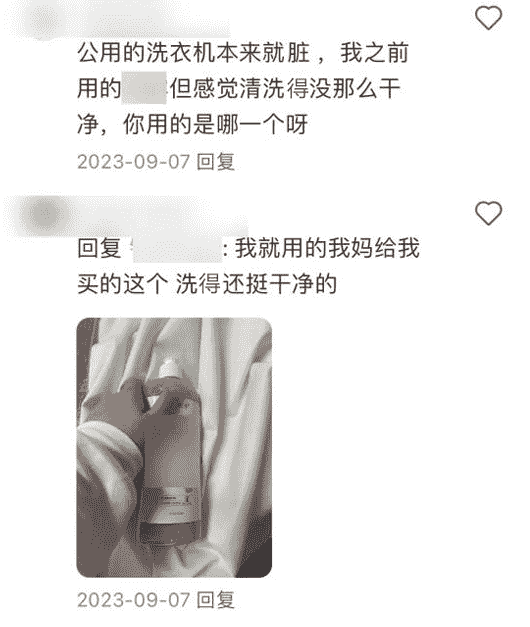 公用的洗衣机本来就脏，我之前
用的 但感觉清洗得没那么干
净，你用的是哪一个呀
2023-09-07 回复
回复 : 我就用的我妈给我
买的这个 洗得还挺干净的
2023-09-07 回复